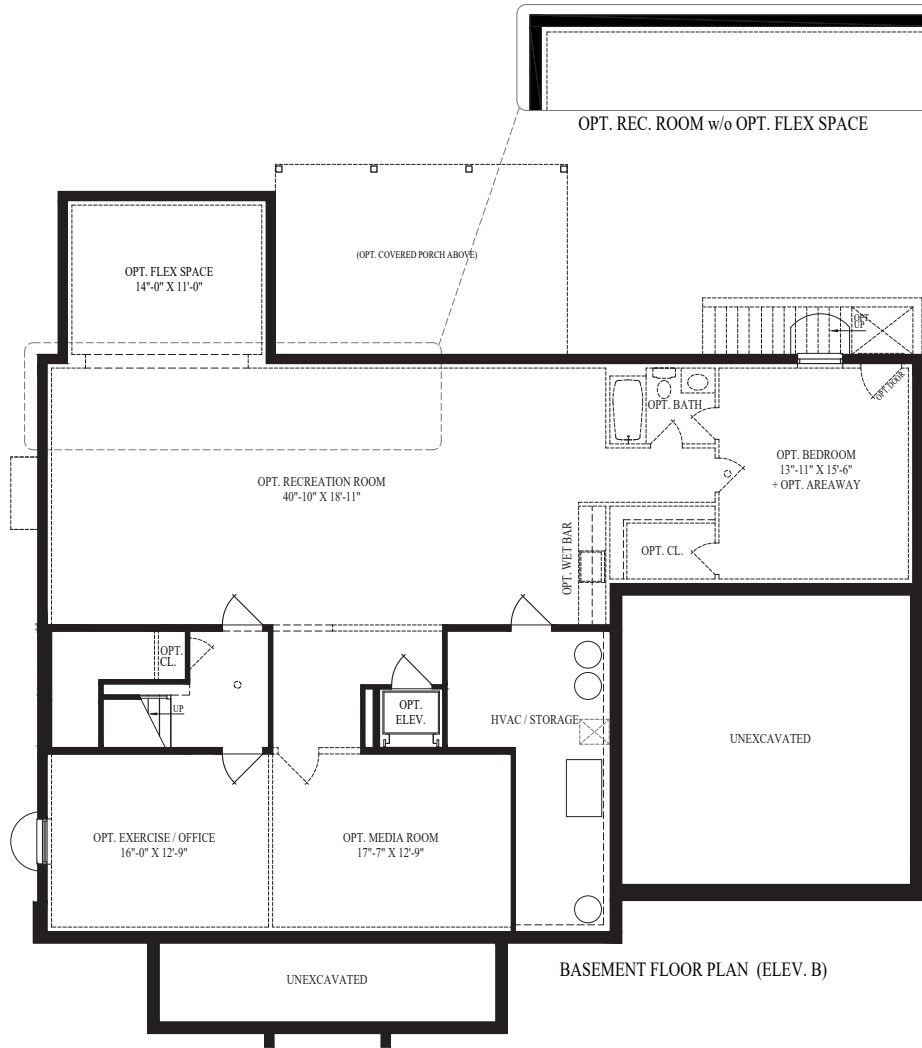 OPT. REC. ROOM w/o OPT. FLEX SPACE
(OPT. COVERED PORCH ABOVE)
OPT. FLEX SPACE
14"-0" X 11'-0"
OPT.
UP
OPT. DOOR
OPT. BATH
OPT. BEDROOM
13"-11" X 15'-6"
+ OPT. AREAWAY
OPT. RECREATION ROOM
40"-10" X 18'-11"
OPT. WET BAR
OPT. CL.
OPT.
CL.
UP
OPT.
ELEV.
HVAC / STORAGE
UNEXCAVATED
OPT. EXERCISE / OFFICE
16"-0" X 12'-9"
OPT. MEDIA ROOM
17"-7" X 12'-9"
UNEXCAVATED
BASEMENT FLOOR PLAN (ELEV. B)